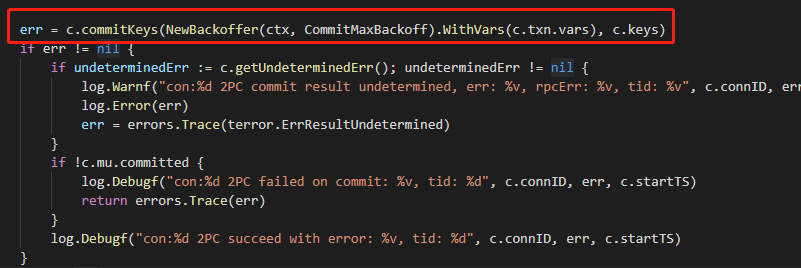 err = c.commitKeys(NewBackoffer(ctx, CommitMaxBackoff).WithVars(c.txn.vars), c.keys)
if err != nil {
    if undeterminedErr := c.getUndeterminedErr(); undeterminedErr != nil {
        log.Warnf("con:%d 2PC commit result undetermined, err: %v, rpcErr: %v, tid: %v", c.connID, err
        log.Error(err)
        err = errors.Trace(terror.ErrResultUndetermined)
    }
    if !c.mu.committed {
        log.Debugf("con:%d 2PC failed on commit: %v, tid: %d", c.connID, err, c.startTS)
        return errors.Trace(err)
    }
    log.Debugf("con:%d 2PC succeed with error: %v, tid: %d", c.connID, err, c.startTS)
}